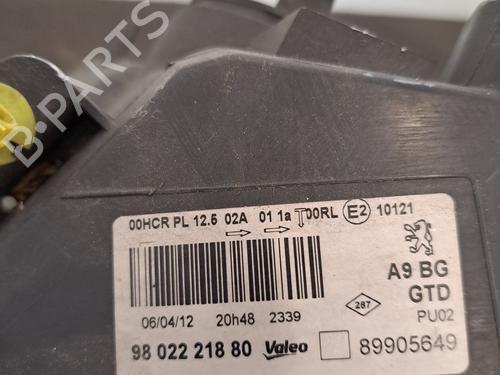 B-PARTS
00HCR PL 12.5 02A 01 1a 00RL E2 10121
A9 BG
GTD
287
PU02
06/04/12 20h48 2339
98 022 218 80 Valeo 89905649